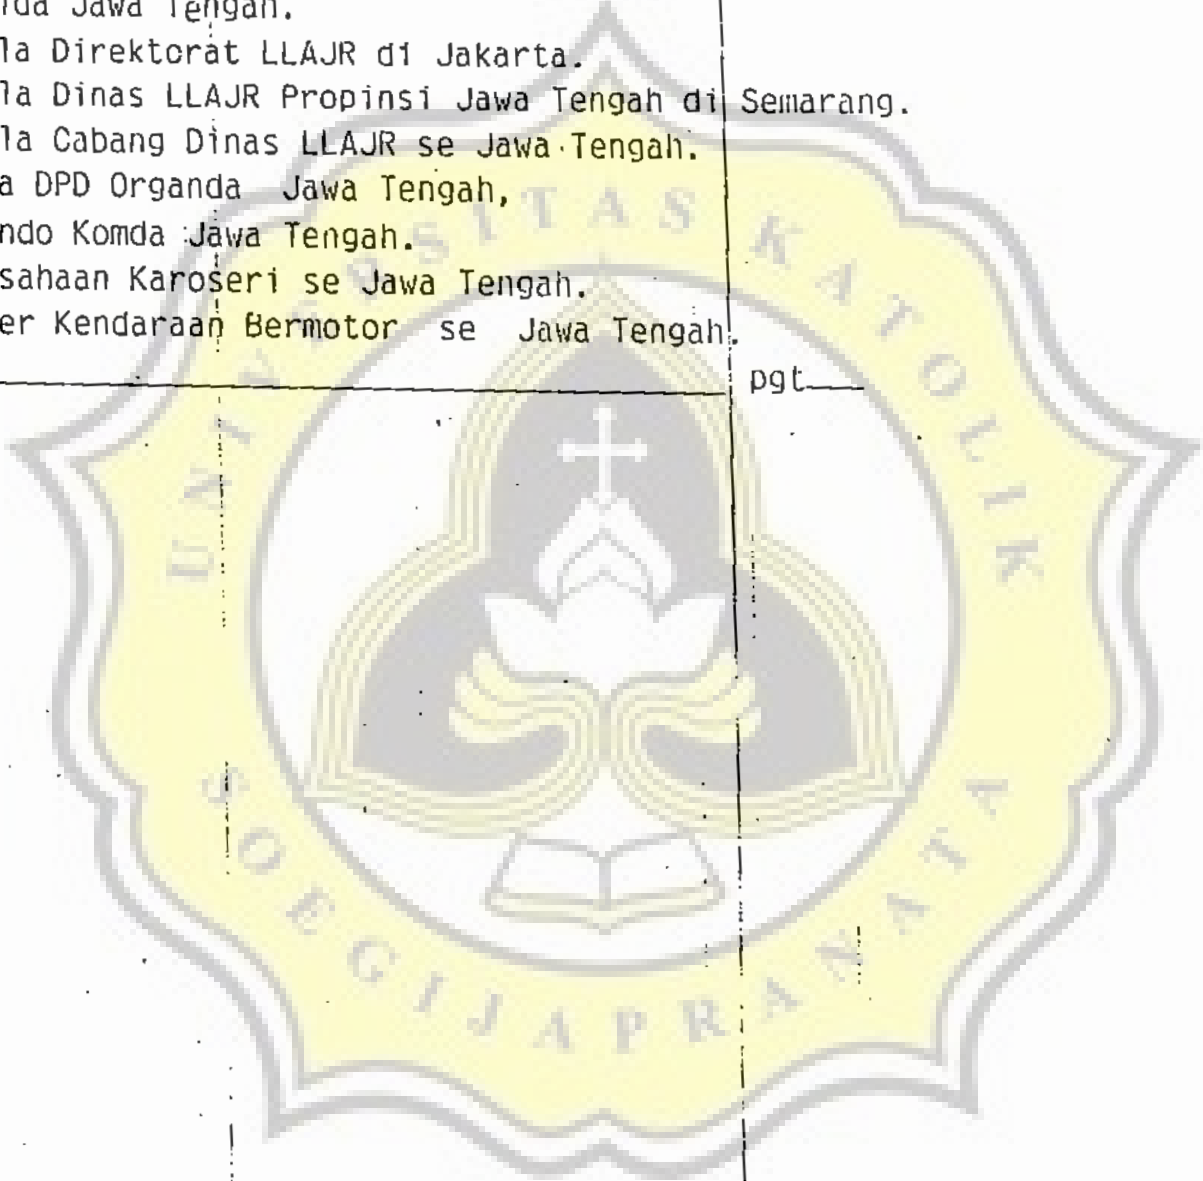 Jawa Tengah.
la Direktorat LLAJR di Jakarta.
la Dinas LLAJR Propinsi Jawa Tengah di Semarang.
la Cabang Dinas LLAJR se Jawa Tengah.
a DPD Organda Jawa Tengah,
ndo Komda Jawa Tengah.
sahaan Karoseri se Jawa Tengah.
er Kendaraan Bermotor se Jawa Tengah.
pgt
UNIVERSITAS KATOLIK
SOEGIJAPRANATA